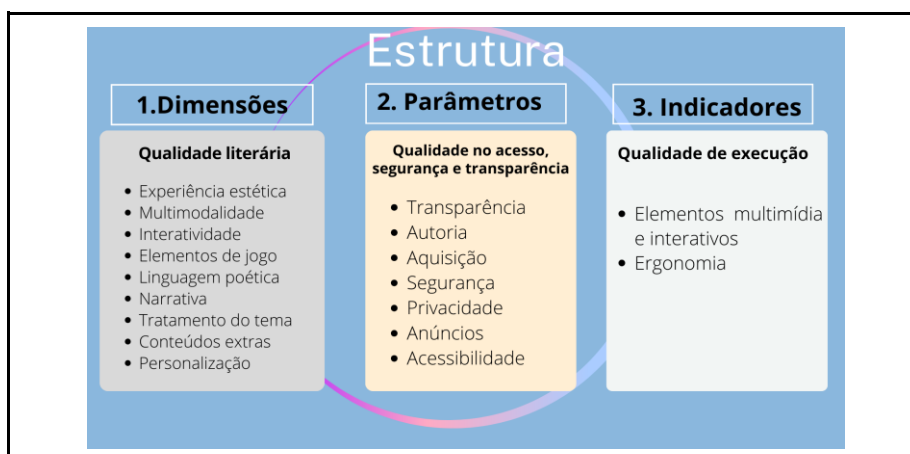 Estrutura
1.Dimensões
Qualidade literária
• Experiência estética
• Multimodalidade
• Interatividade
• Elementos de jogo
• Linguagem poética
• Narrativa
• Tratamento do tema
• Conteúdos extras
• Personalização
2. Parâmetros
Qualidade no acesso,
segurança e transparência
• Transparência
• Autoria
• Aquisição
• Segurança
• Privacidade
• Anúncios
• Acessibilidade
3. Indicadores
Qualidade de execução
• Elementos multimídia
e interativos
• Ergonomia